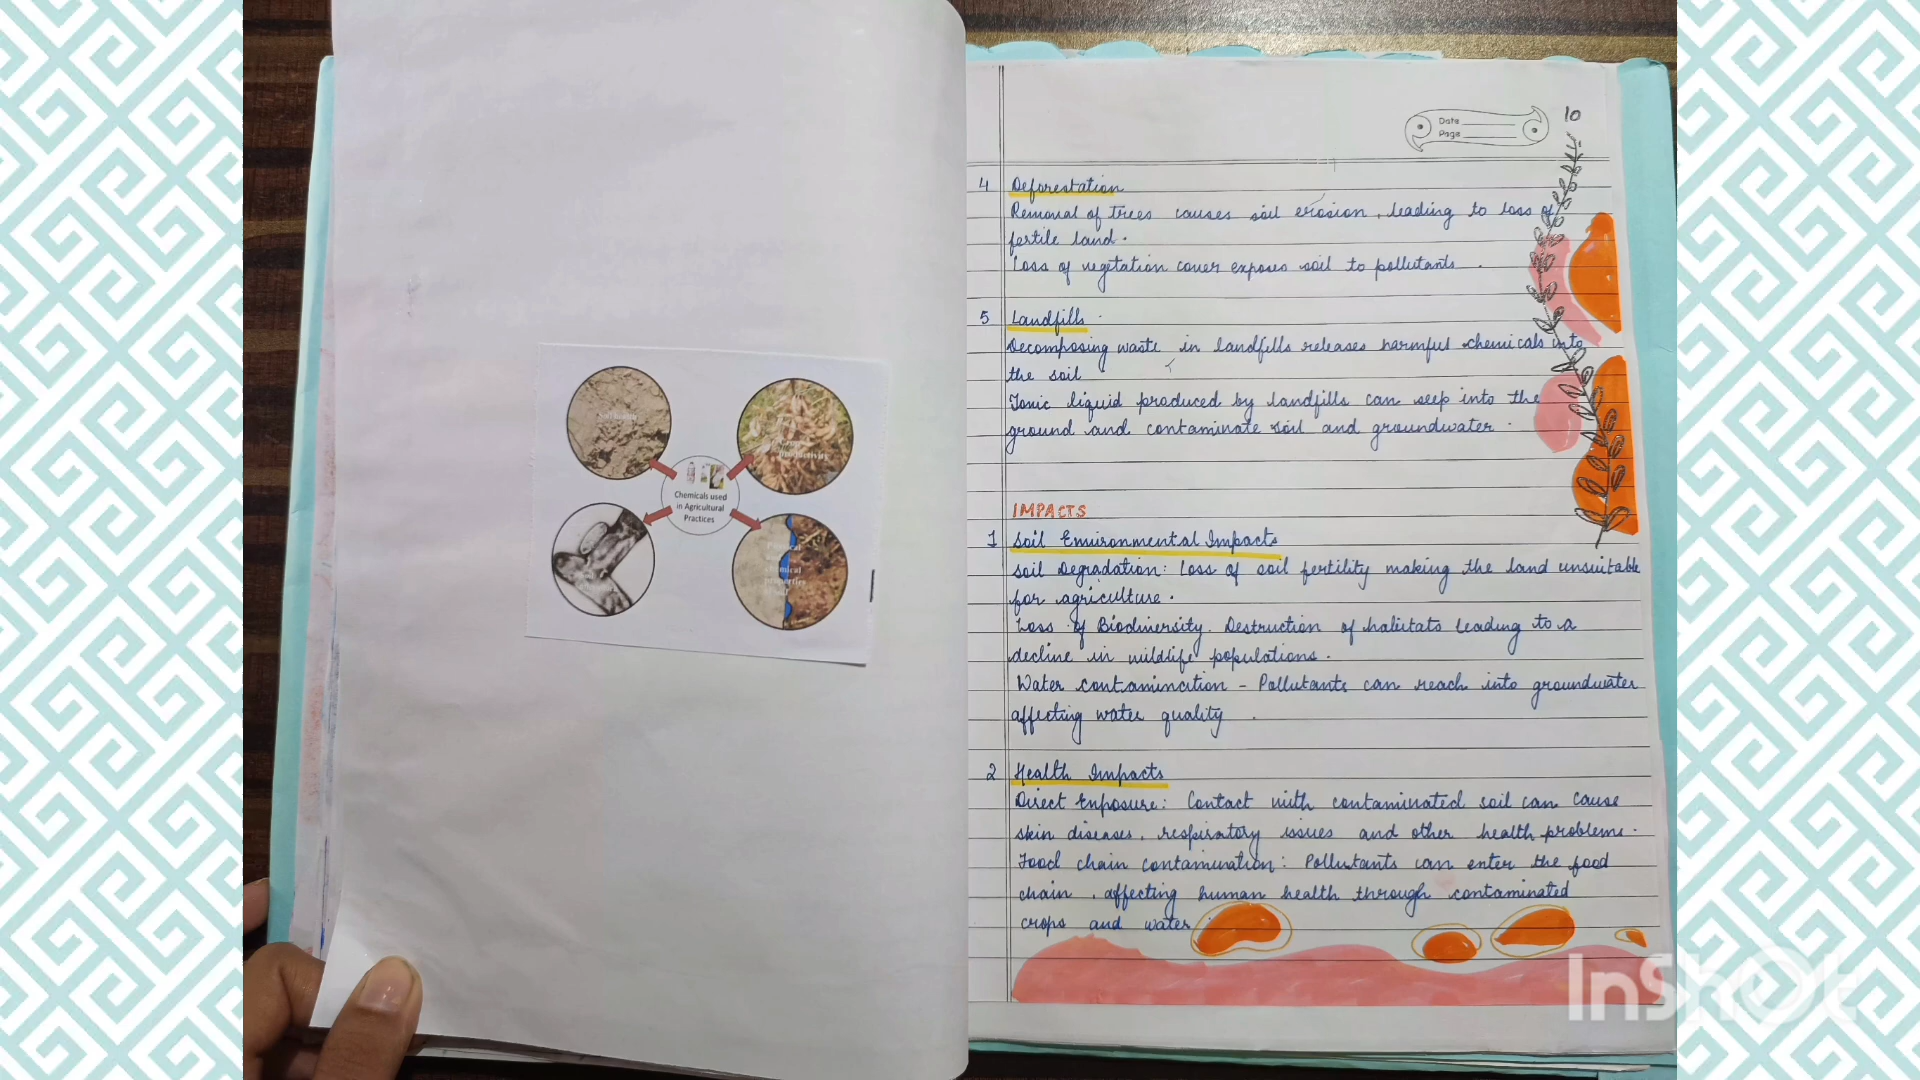 Chemicals used
in Agricultural
Practices
Date
Page
10
4 Deforestation
Removal of trees causes soil erosion, leading to loss of
fertile land.
Loss of vegetation cover exposes soil to pollutants.
5 Landfills
Decomposing waste in landfills releases harmful chemicals into
the soil
Toxic liquid produced by landfills can seep into the
ground and contaminate soil and groundwater.
IMPACTS
1 Soil Environmental Impacts
Soil Degradation: Loss of soil fertility making the land unsuitable
for agriculture.
Loss of Biodiversity. Destruction of habitats leading to a
decline in wildlife populations.
Water contamination - Pollutants can reach into groundwater
affecting water quality.
2 Health Impacts
Direct Exposure: Contact with contaminated soil can cause
skin diseases, respiratory issues and other health problems.
Food chain contamination: Pollutants can enter the food
chain, affecting human health through contaminated
crops and water.
InShOt